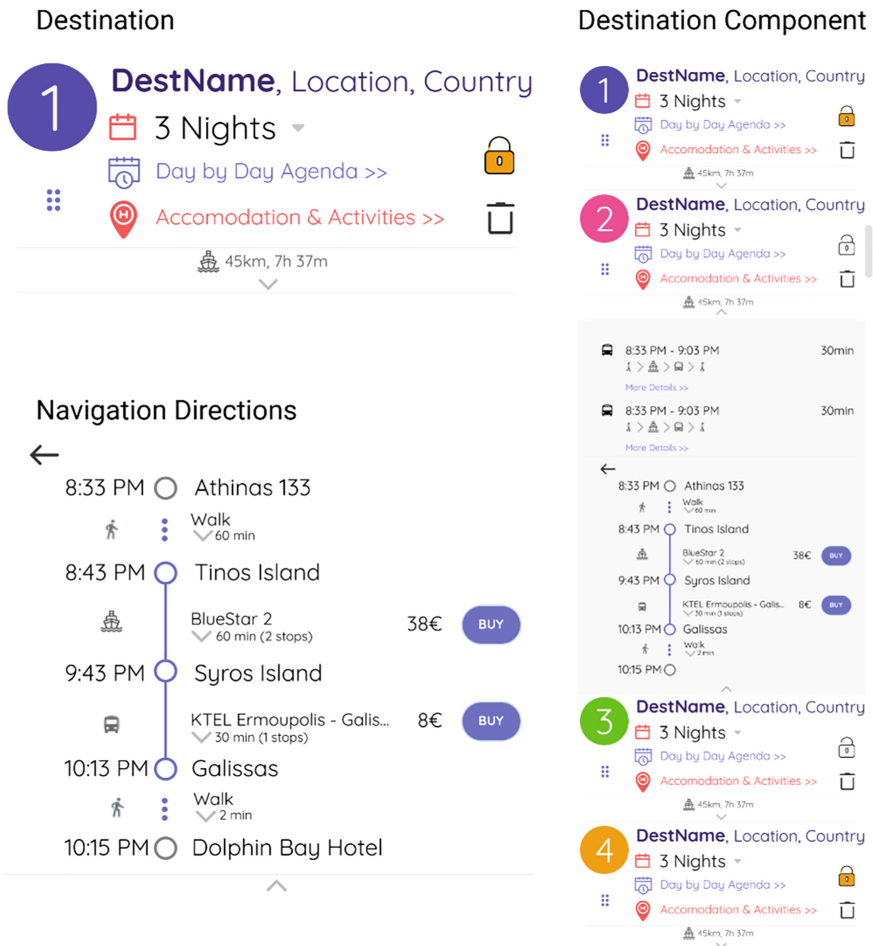 Destination
1
DestName, Location, Country
3 Nights
Day by Day Agenda >>
Accomodation & Activities >>
45km, 7h 37m
Navigation Directions
8:33 PM Athinas 133
Walk
60 min
8:43 PM Tinos Island
BlueStar 2 38€ BUY
60 min (2 stops)
9:43 PM Syros Island
KTEL Ermoupolis - Galis... 8€ BUY
30 min (1 stops)
10:13 PM Galissas
Walk
2 min
10:15 PM Dolphin Bay Hotel
Destination Component
1
DestName, Location, Country
3 Nights
Day by Day Agenda >>
Accomodation & Activities >>
45km, 7h 37m
2
DestName, Location, Country
3 Nights
Day by Day Agenda >>
Accomodation & Activities >>
45km, 7h 37m
8:33 PM - 9:03 PM 30min
More Details >>
8:33 PM - 9:03 PM 30min
More Details >>
8:33 PM Athinas 133
Walk
60 min
8:43 PM Tinos Island
BlueStar 2 38€ BUY
60 min (2 stops)
9:43 PM Syros Island
KTEL Ermoupolis - Galis... 8€ BUY
30 min (1 stops)
10:13 PM Galissas
Walk
2 min
10:15 PM
3
DestName, Location, Country
3 Nights
Day by Day Agenda >>
Accomodation & Activities >>
45km, 7h 37m
4
DestName, Location, Country
3 Nights
Day by Day Agenda >>
Accomodation & Activities >>
45km, 7h 37m